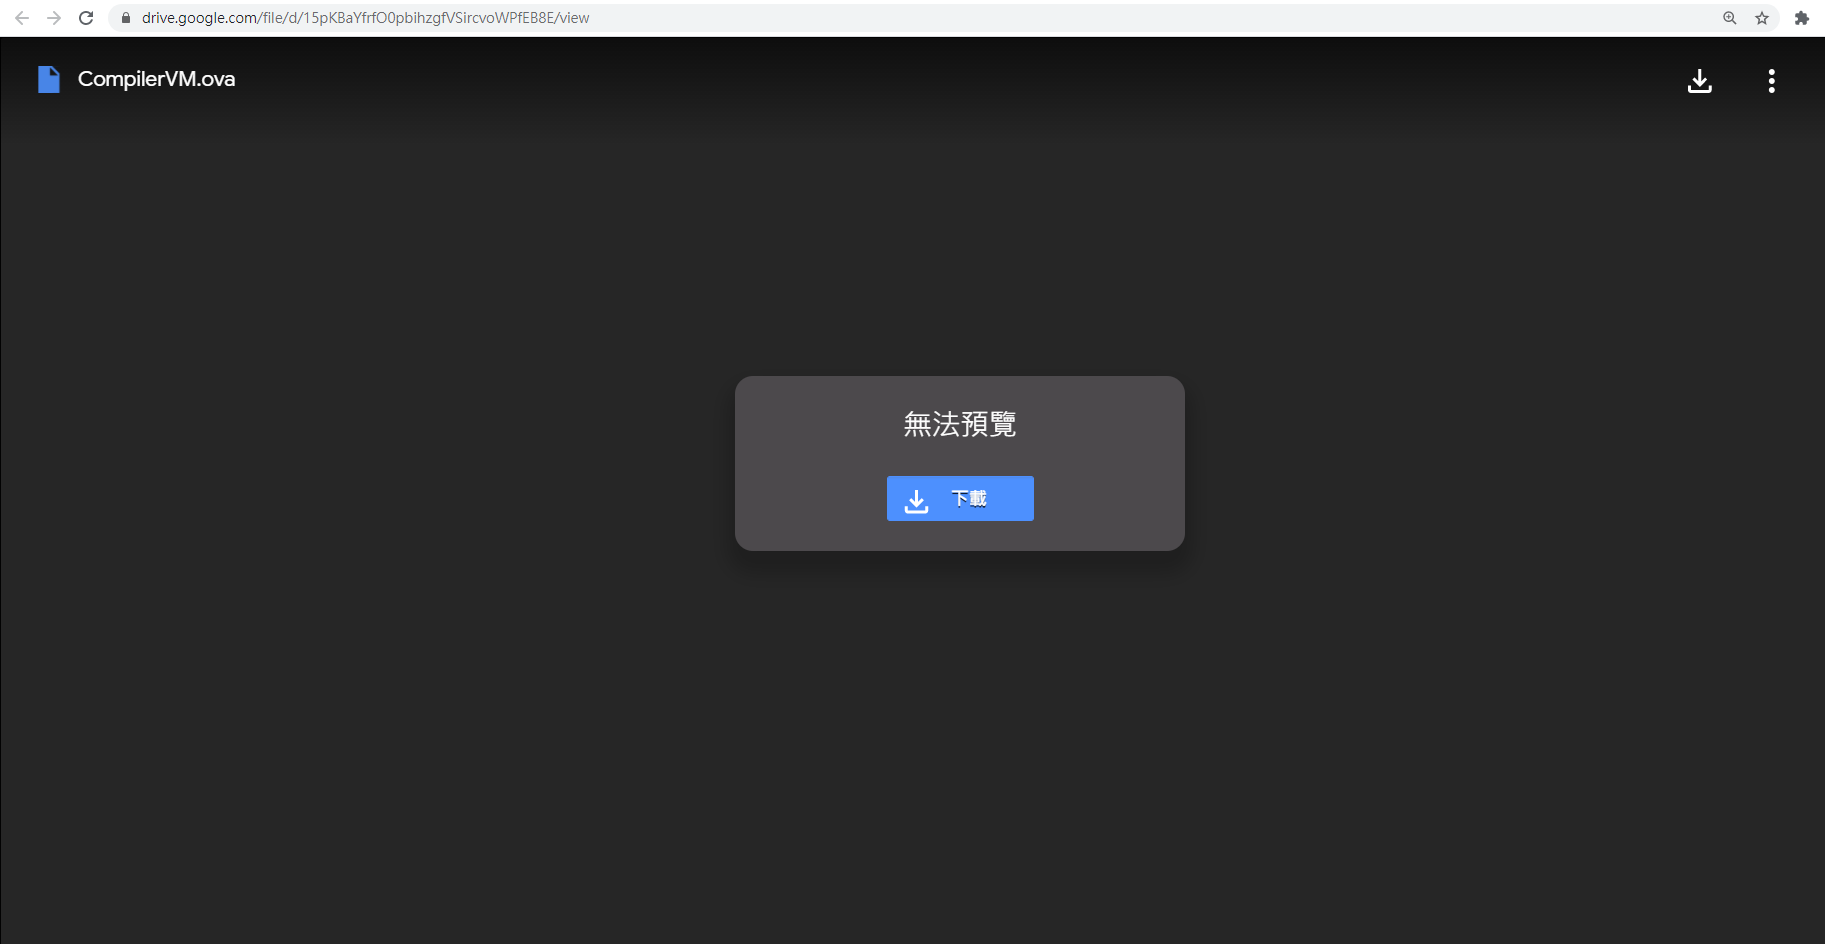 drive.google.com/file/d/15pKBaYfrfO0pbihzgfVSircvoWPfEB8E/view
CompilerVM.ova
無法預覽
下載